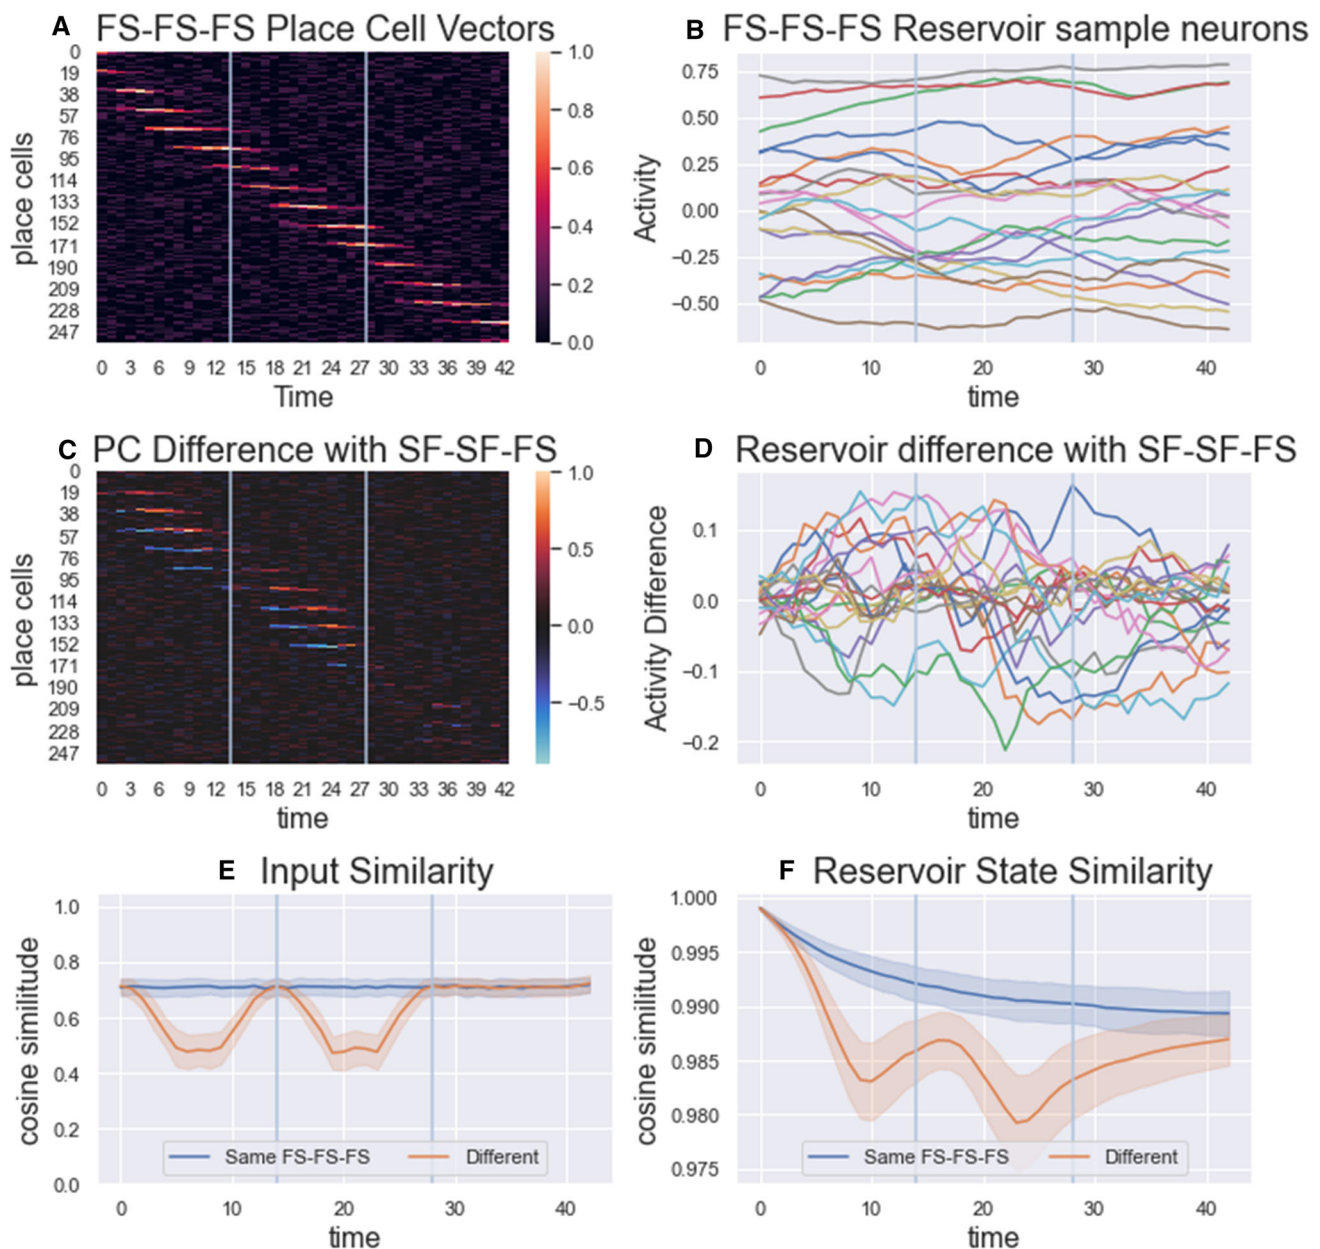 A FS-FS-FS Place Cell Vectors
place cells
0
19
38
57
76
95
114
133
152
171
190
209
228
247
0 3 6 9 12 15 18 21 24 27 30 33 36 39 42
Time
1.0
0.8
0.6
0.4
0.2
0.0
B FS-FS-FS Reservoir sample neurons
Activity
0.75
0.50
0.25
0.00
−0.25
−0.50
0 10 20 30 40
time
C PC Difference with SF-SF-FS
place cells
0
19
38
57
76
95
114
133
152
171
190
209
228
247
0 3 6 9 12 15 18 21 24 27 30 33 36 39 42
time
1.0
0.5
0.0
−0.5
D Reservoir difference with SF-SF-FS
Activity Difference
0.1
0.0
−0.1
−0.2
0 10 20 30 40
time
E Input Similarity
cosine similitude
1.0
0.8
0.6
0.4
0.2
0.0
Same FS-FS-FS Different
0 10 20 30 40
time
F Reservoir State Similarity
cosine similitude
1.000
0.995
0.990
0.985
0.980
0.975
Same FS-FS-FS Different
0 10 20 30 40
time